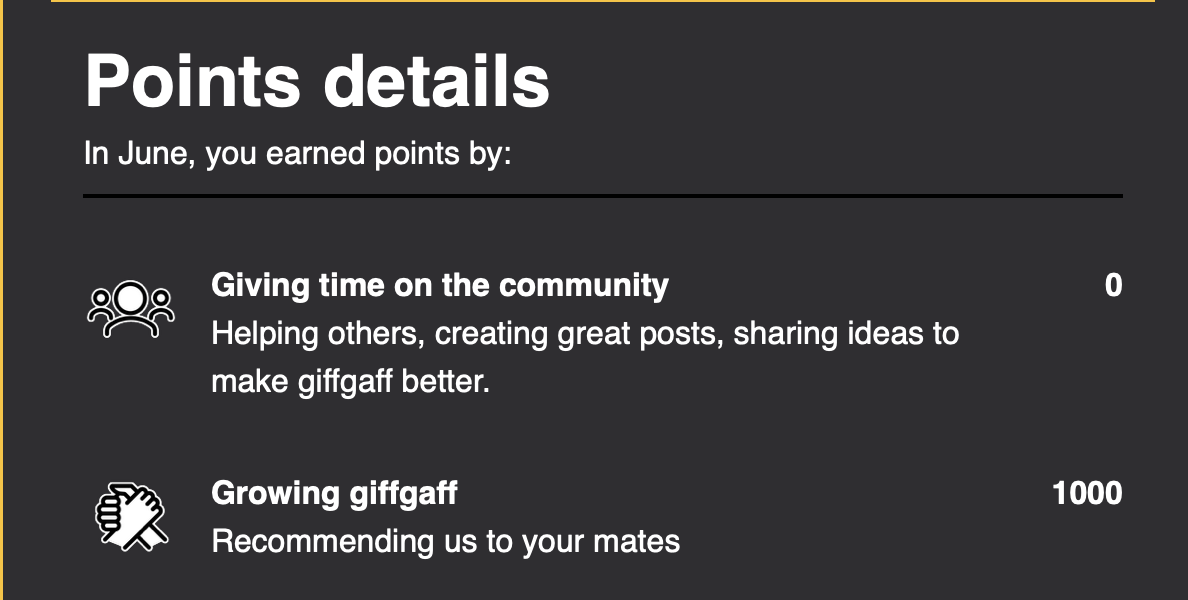 Points details
In June, you earned points by:
Giving time on the community 0
Helping others, creating great posts, sharing ideas to
make giffgaff better.
Growing giffgaff 1000
Recommending us to your mates